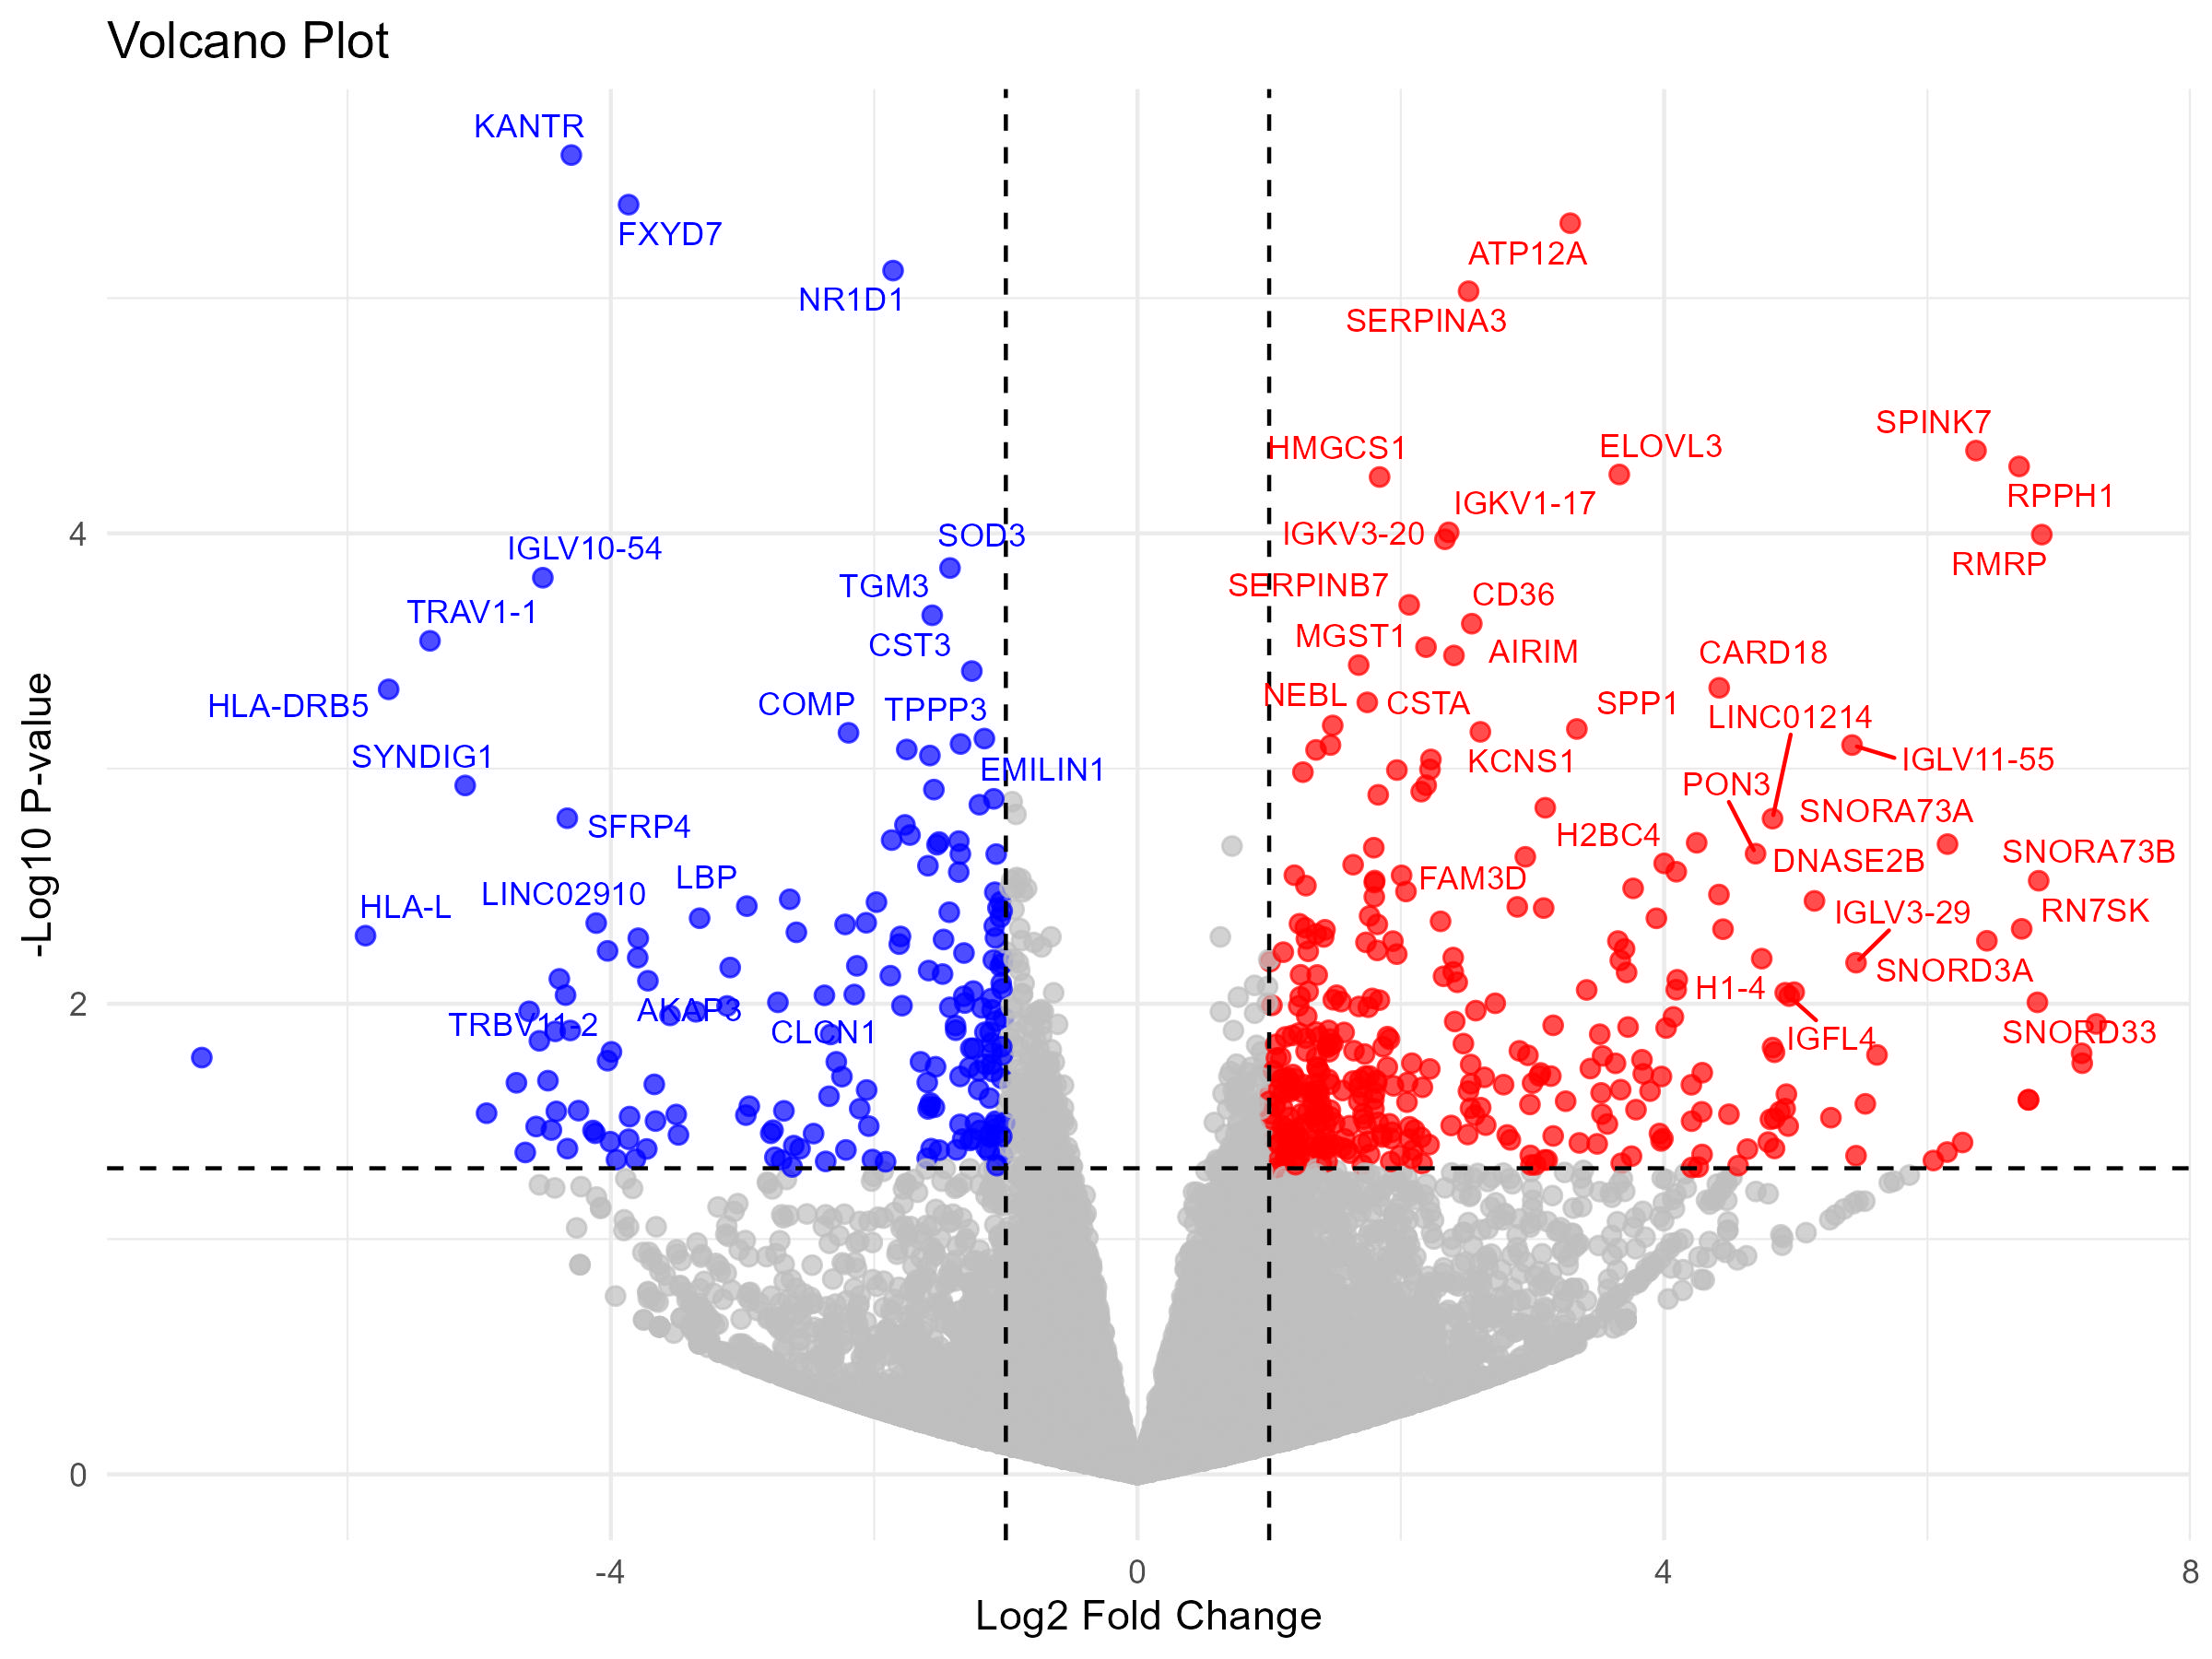 Volcano Plot
KANTR
FXYD7
NR1D1
ATP12A
SERPINA3
SPINK7
HMGCS1
ELOVL3
RPPH1
IGKV1-17
4
IGKV3-20
SOD3
IGLV10-54
RMRP
TGM3
SERPINB7
CD36
TRAV1-1
CST3
MGST1
AIRIM
CARD18
HLA-DRB5
COMP
TPPP3
NEBL
CSTA
SPP1
LINC01214
SYNDIG1
EMILIN1
KCNS1
IGLV11-55
PON3
SNORA73A
SFRP4
H2BC4
SNORA73B
DNASE2B
LBP
FAM3D
LINC02910
HLA-L
IGLV3-29
RN7SK
SNORD3A
H1-4
2
AKAP3
TRBV11-2
CLCN1
IGFL4
SNORD33
0
-Log10 P-value
-4
0
4
8
Log2 Fold Change